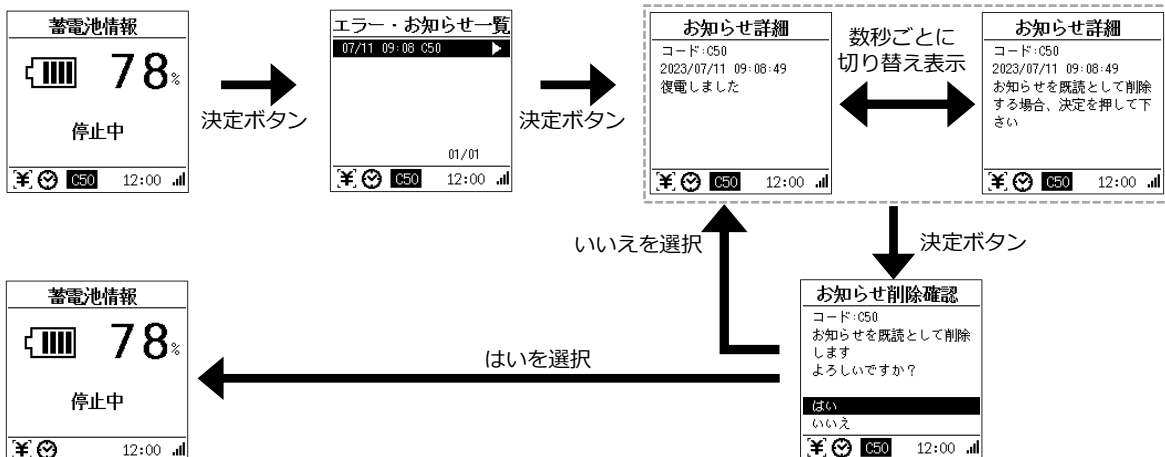 蓄電池情報
78%
停止中
¥ C50 12:00
決定ボタン
エラー・お知らせ一覧
07/11 09:08 C50
01/01
¥ C50 12:00
決定ボタン
お知らせ詳細
コード:C50
2023/07/11 09:08:49
復電しました
¥ C50 12:00
数秒ごとに
切り替え表示
お知らせ詳細
コード:C50
2023/07/11 09:08:49
お知らせを既読として削除
する場合、決定を押して下
さい
¥ C50 12:00
決定ボタン
いいえを選択
お知らせ削除確認
コード:C50
お知らせを既読として削除
します
よろしいですか?
はい
いいえ
¥ C50 12:00
はいを選択
蓄電池情報
78%
停止中
¥ 12:00